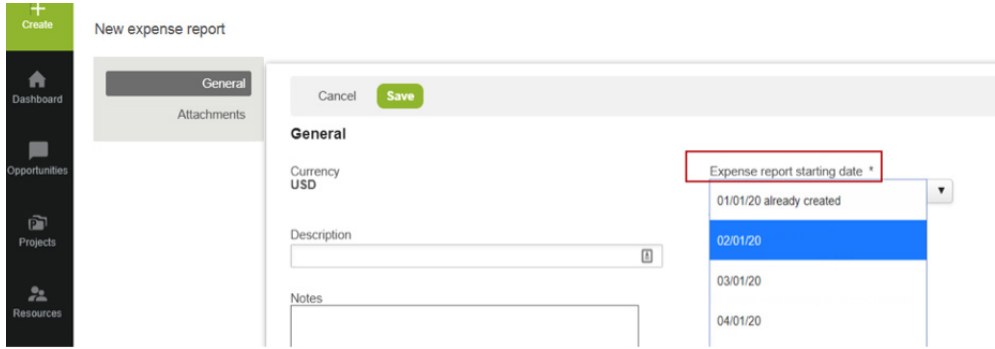 Create
New expense report
General
Attachments
Dashboard
Opportunities
Projects
Resources
Cancel
Save
General
Currency
USD
Description
Notes
Expense report starting date *
01/01/20 already created
02/01/20
03/01/20
04/01/20